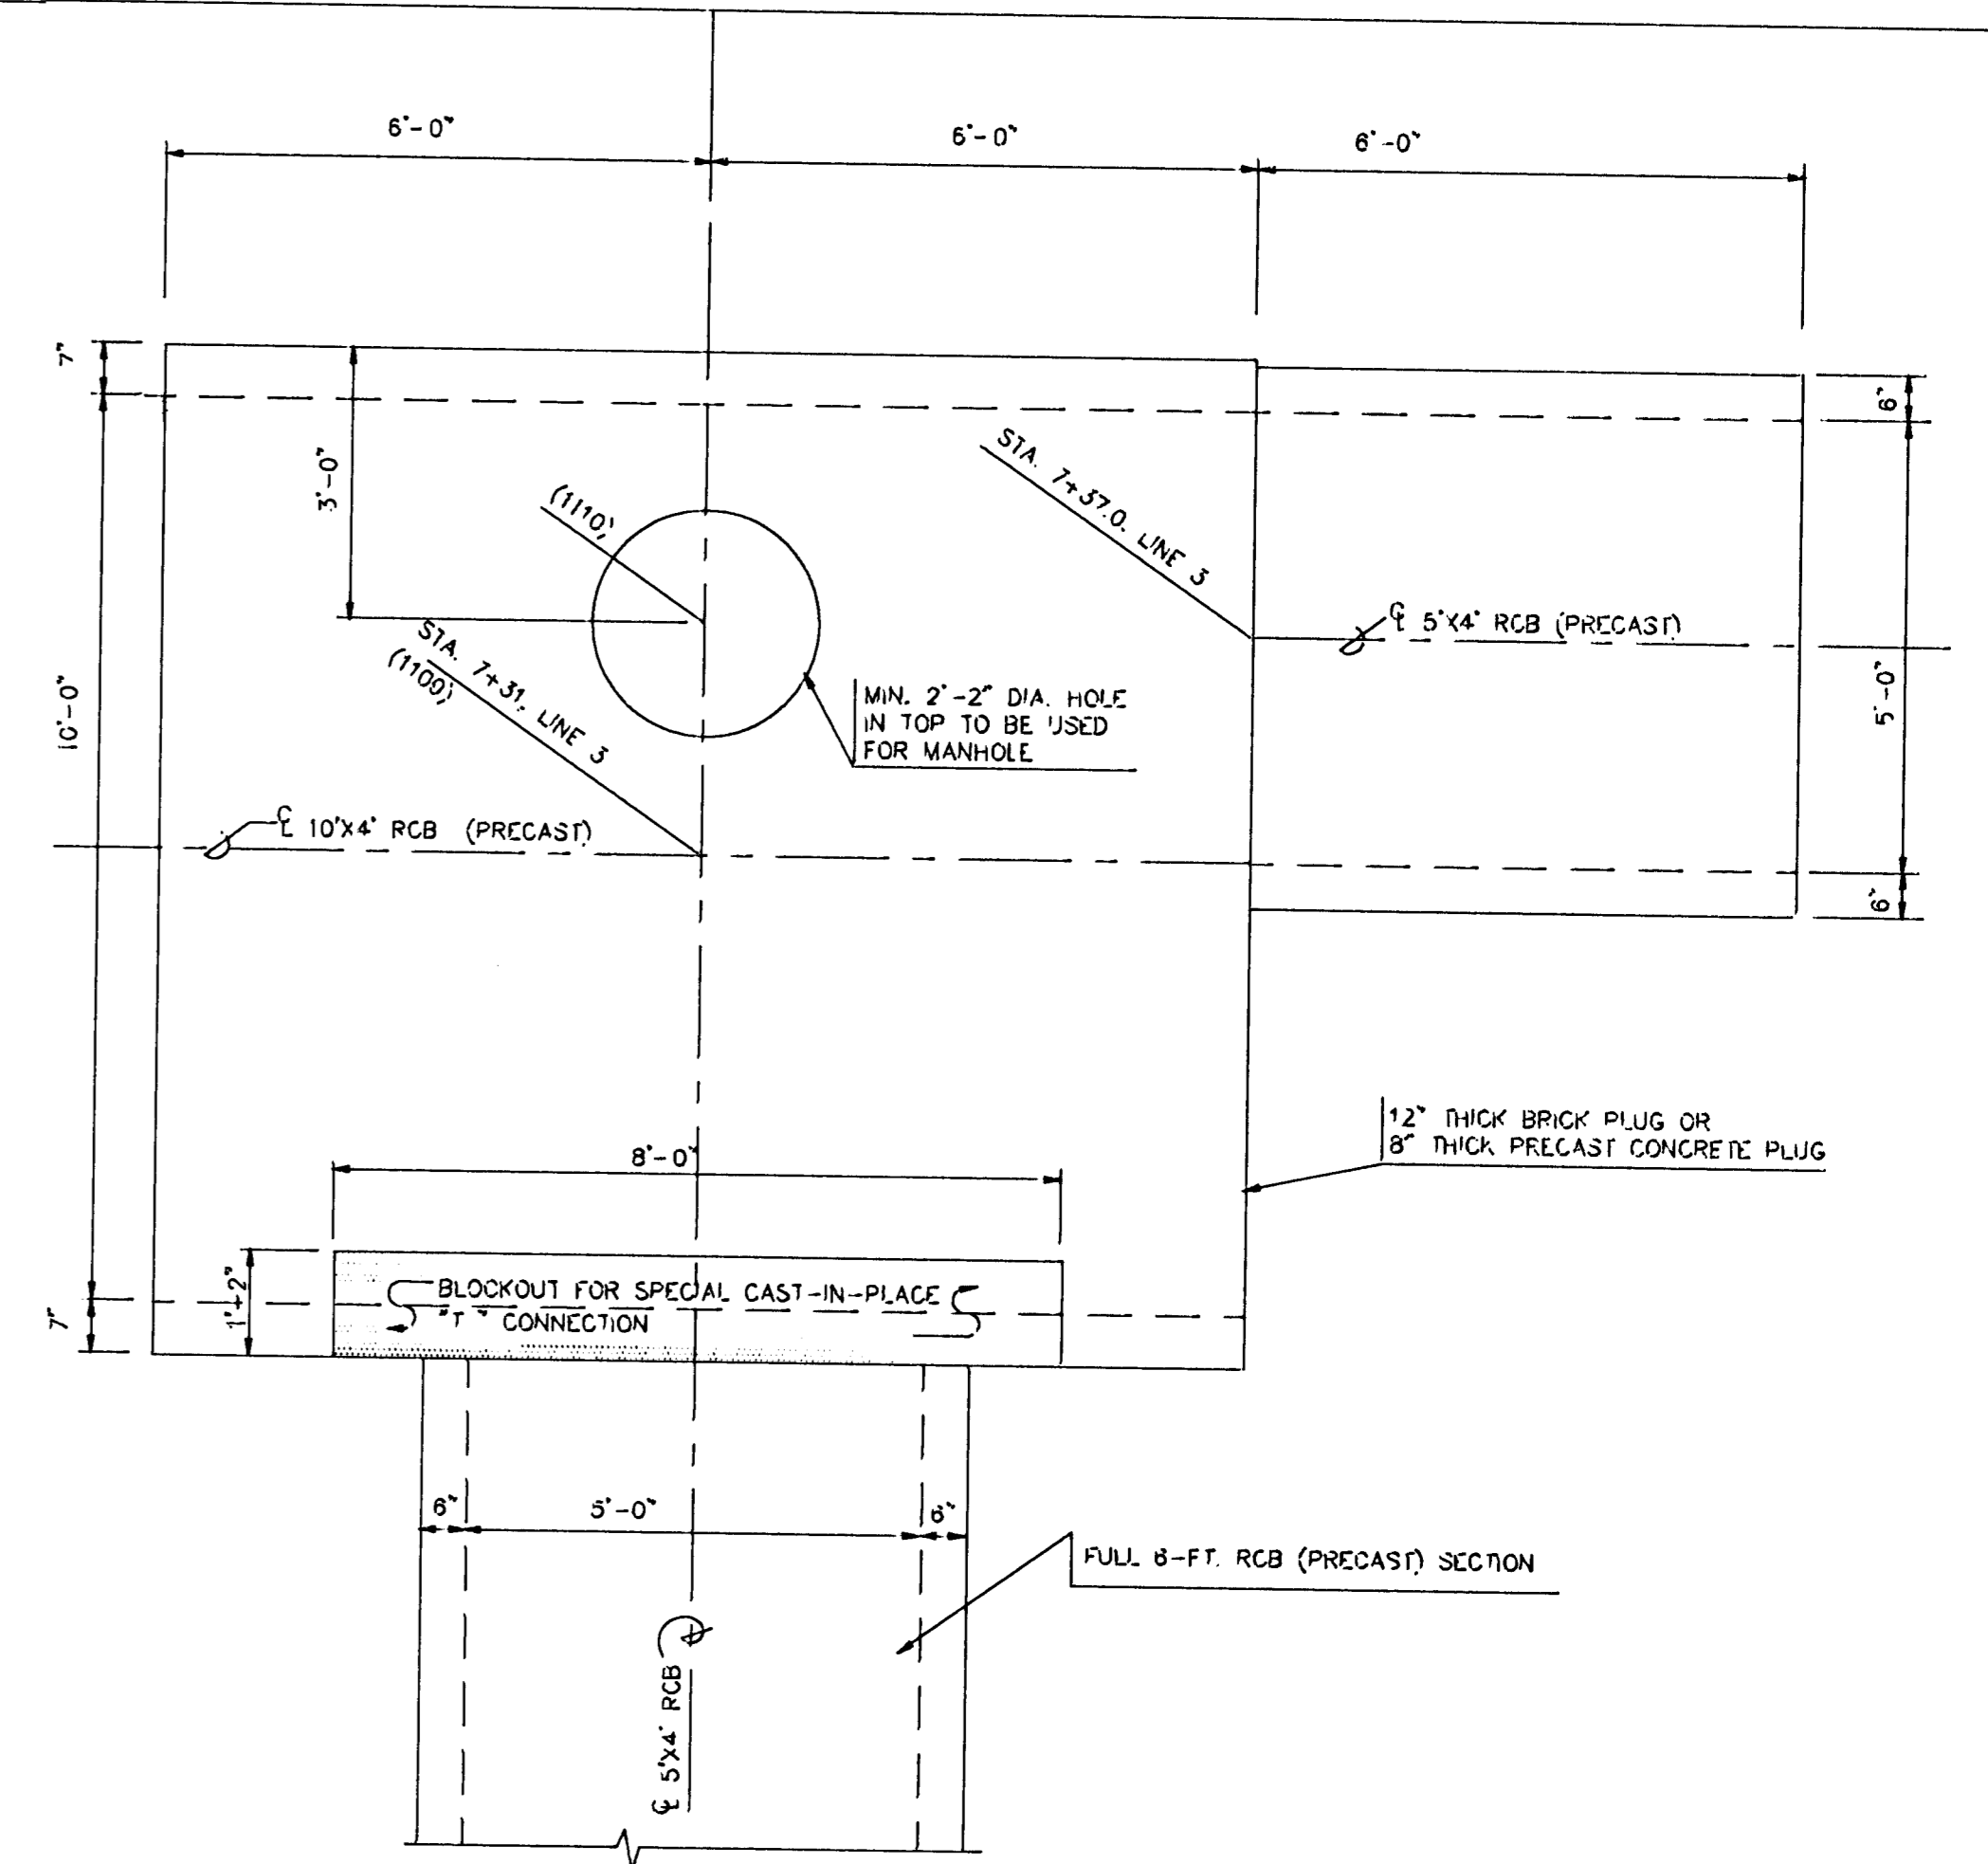 6'-0"
6'-0"
6'-0"
7"
6"
3'-0"
(1110)
STA. 7+37.0. LINE 3
℄ 5'X4' RCB (PRECAST)
STA. 7+31. LINE 3
(1109)
10'-0"
5'-0"
MIN. 2'-2" DIA. HOLE
IN TOP TO BE USED
FOR MANHOLE
℄ 10'X4' RCB (PRECAST)
6"
12" THICK BRICK PLUG OR
8" THICK PRECAST CONCRETE PLUG
8'-0"
1'+2"
BLOCKOUT FOR SPECIAL CAST-IN-PLACE
"T" CONNECTION
7"
6"
5'-0"
6"
FULL 6-FT. RCB (PRECAST) SECTION
℄ 5'X4' RCB